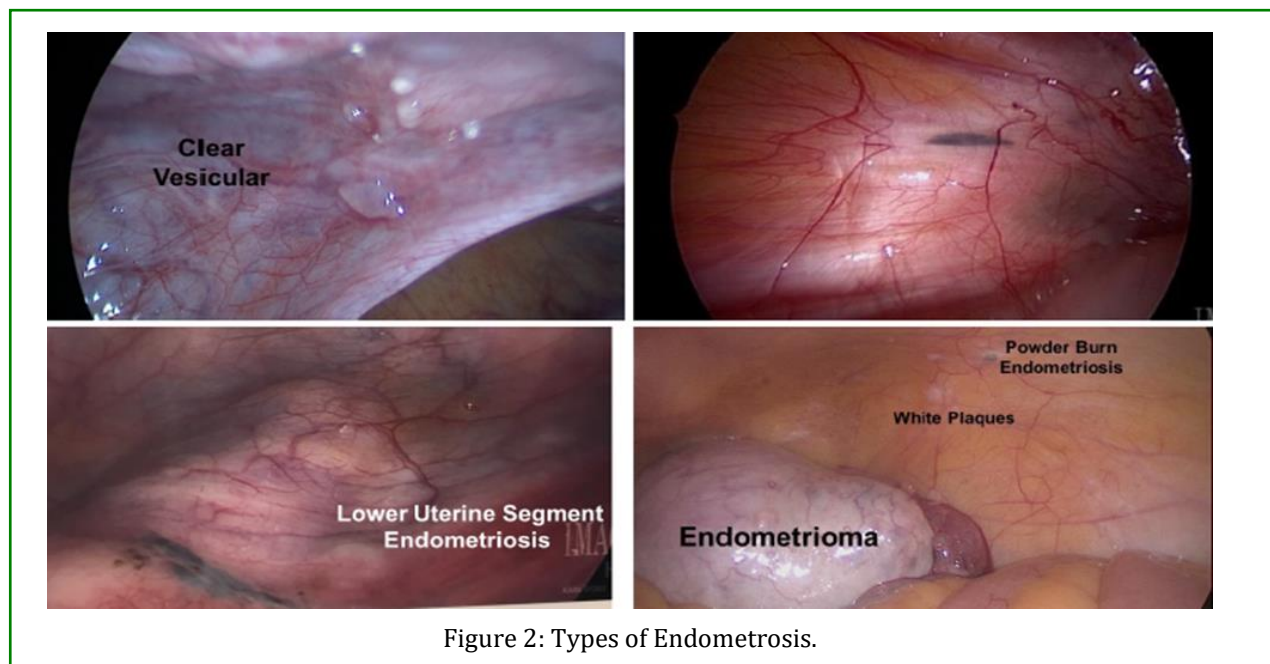 Clear
Vesicular
Lower Uterine Segment
Endometriosis
Powder Burn
Endometriosis
White Plaques
Endometrioma
Figure 2: Types of Endometrosis.